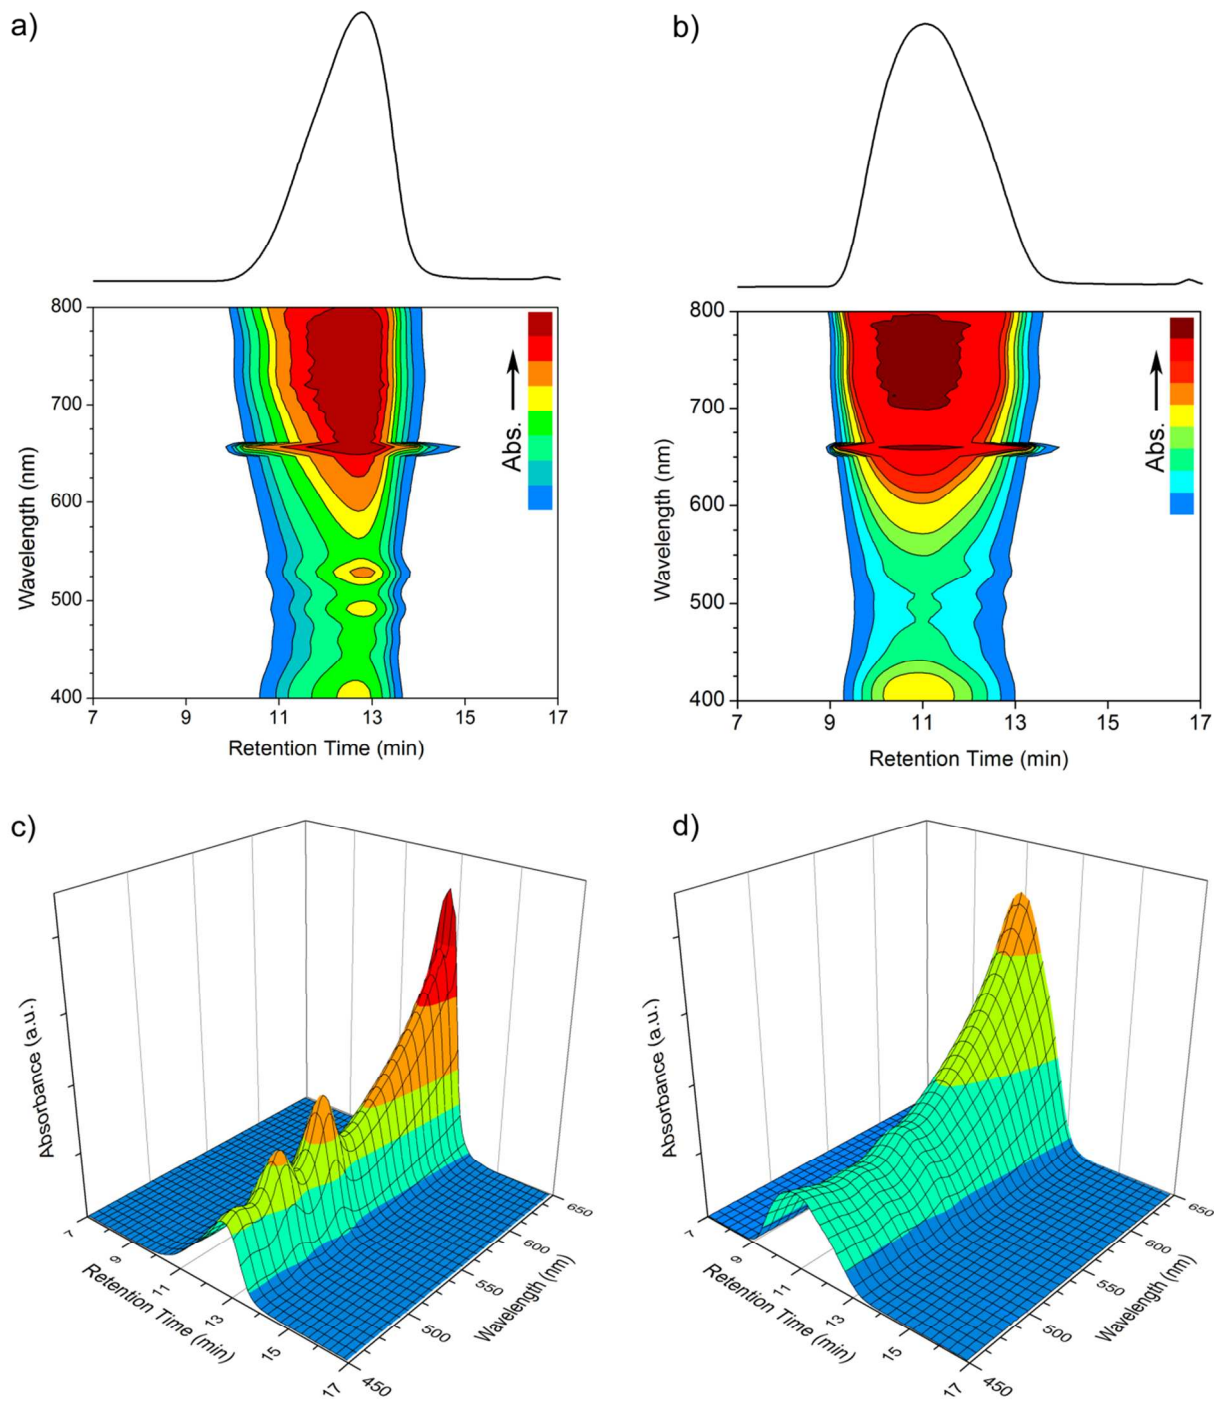 a)
b)
800
700
600
500
400
Wavelength (nm)
Abs.
7 9 11 13 15 17
Retention Time (min)
800
700
600
500
400
Wavelength (nm)
Abs.
7 9 11 13 15 17
Retention Time (min)
c)
d)
Absorbance (a.u.)
7 9 11 13 15 17
Retention Time (min)
450 500 550 600 650
Wavelength (nm)
Absorbance (a.u.)
7 9 11 13 15 17
Retention Time (min)
450 500 550 600 650
Wavelength (nm)